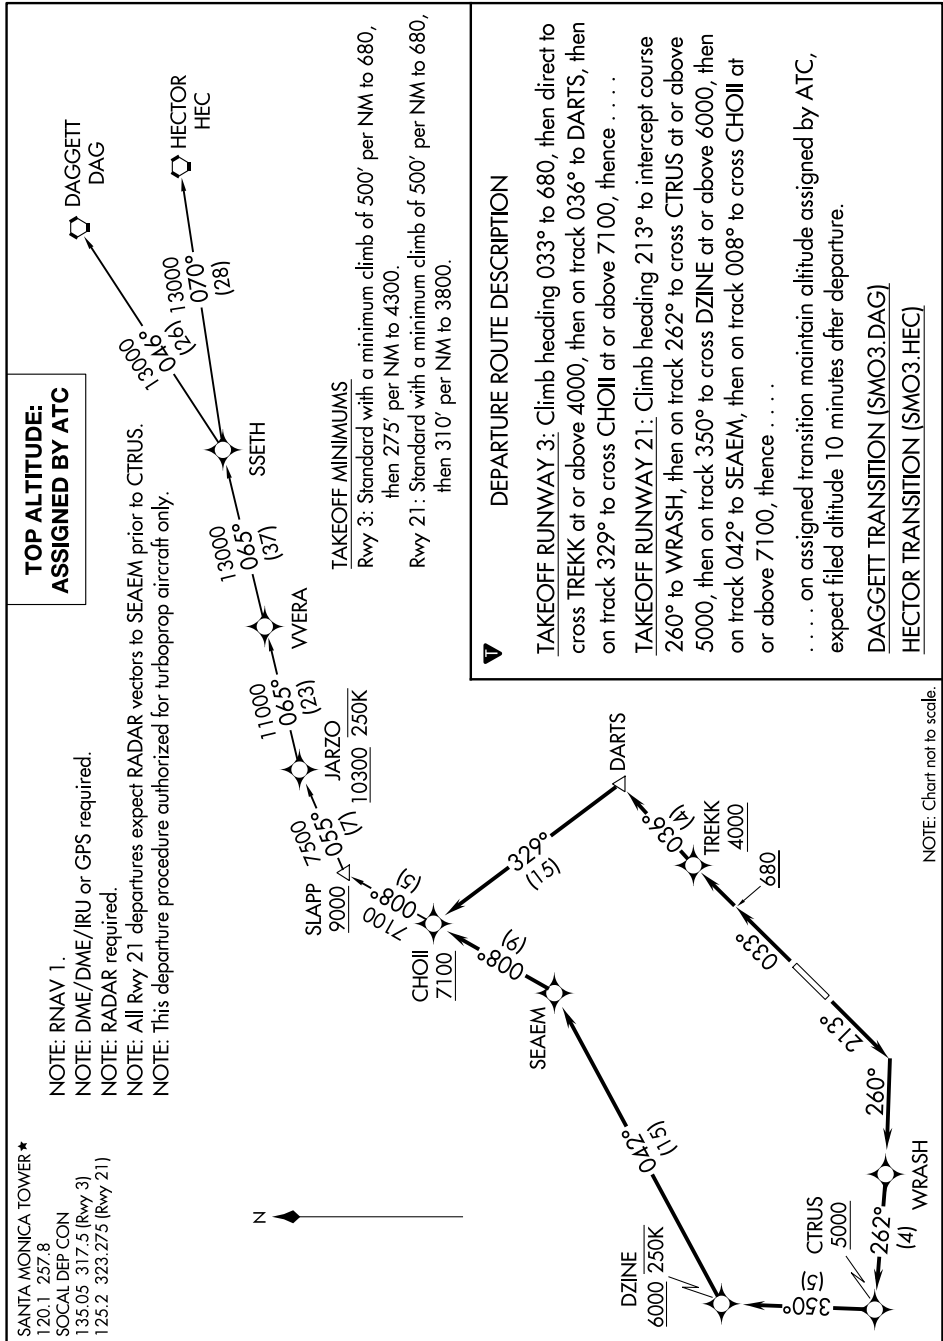 SANTA MONICA TOWER★
120.1 257.8
SOCAL DEP CON
135.05 317.5 (Rwy 3)
125.2 323.275 (Rwy 21)
TOP ALTITUDE:
ASSIGNED BY ATC
NOTE: RNAV 1.
NOTE: DME/DME/IRU or GPS required.
NOTE: RADAR required.
NOTE: All Rwy 21 departures expect RADAR vectors to SEAEM prior to CTRUS.
NOTE: This departure procedure authorized for turboprop aircraft only.
N
DAGGETT
DAG
HECTOR
HEC
13000
046°
(26)
13000
070°
(28)
SSETH
13000
065°
(37)
VVERA
11000
065°
(23)
JARZO
10300 250K
7500
055°
(7)
SLAPP
9000
7100
008°
(5)
CHOII
7100
008°
(9)
SEAEM
329°
(15)
DARTS
036°
(4)
TREKK
4000
680
033°
213°
260°
WRASH
262°
(4)
CTRUS
5000
350°
(5)
DZINE
6000 250K
042°
(15)
TAKEOFF MINIMUMS
Rwy 3: Standard with a minimum climb of 500' per NM to 680,
then 275' per NM to 4300.
Rwy 21: Standard with a minimum climb of 500' per NM to 680,
then 310' per NM to 3800.
T
DEPARTURE ROUTE DESCRIPTION
TAKEOFF RUNWAY 3: Climb heading 033° to 680, then direct to
cross TREKK at or above 4000, then on track 036° to DARTS, then
on track 329° to cross CHOII at or above 7100, thence . . . .
TAKEOFF RUNWAY 21: Climb heading 213° to intercept course
260° to WRASH, then on track 262° to cross CTRUS at or above
5000, then on track 350° to cross DZINE at or above 6000, then
on track 042° to SEAEM, then on track 008° to cross CHOII at
or above 7100, thence . . . .
. . . . on assigned transition maintain altitude assigned by ATC,
expect filed altitude 10 minutes after departure.
DAGGETT TRANSITION (SMO3.DAG)
HECTOR TRANSITION (SMO3.HEC)
NOTE: Chart not to scale.